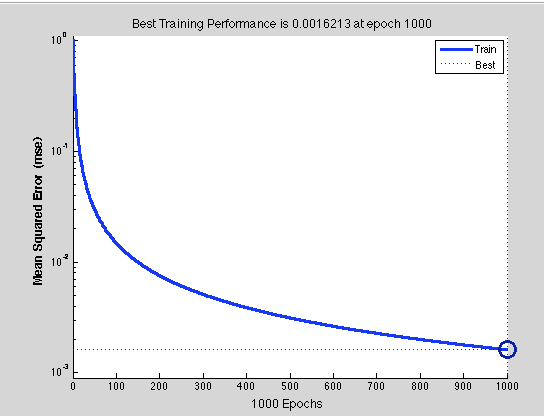 Best Training Performance is 0.0016213 at epoch 1000
Train
Best
Mean Squared Error (mse)
10^0
10^-1
10^-2
10^-3
0 100 200 300 400 500 600 700 800 900 1000
1000 Epochs